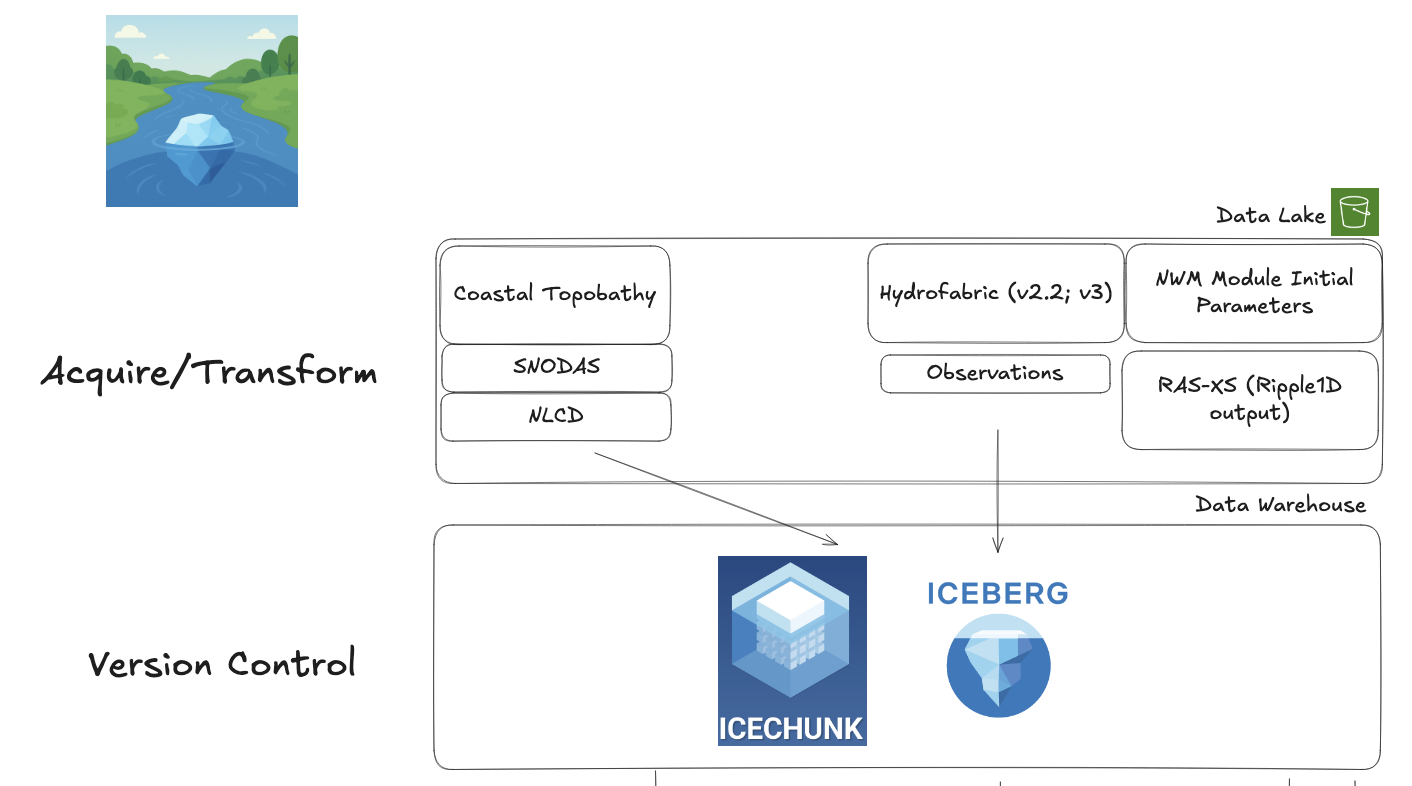 Data Lake
Coastal Topobathy
Hydrofabric (v2.2; v3)
NWM Module Initial
Parameters
Acquire/Transform
SNODAS
Observations
RAS-XS (Ripple1D
output)
NLCD
Data Warehouse
Version Control
ICECHUNK
ICEBERG